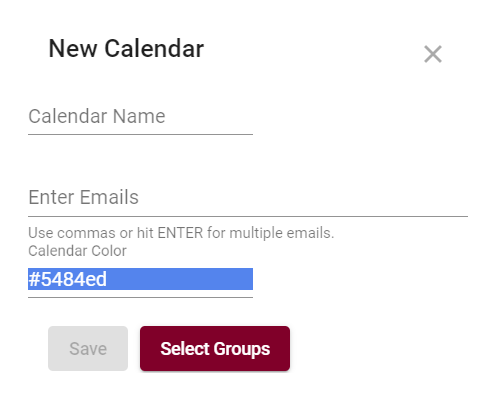 New Calendar
Calendar Name
Enter Emails
Use commas or hit ENTER for multiple emails.
Calendar Color
#5484ed
Save
Select Groups